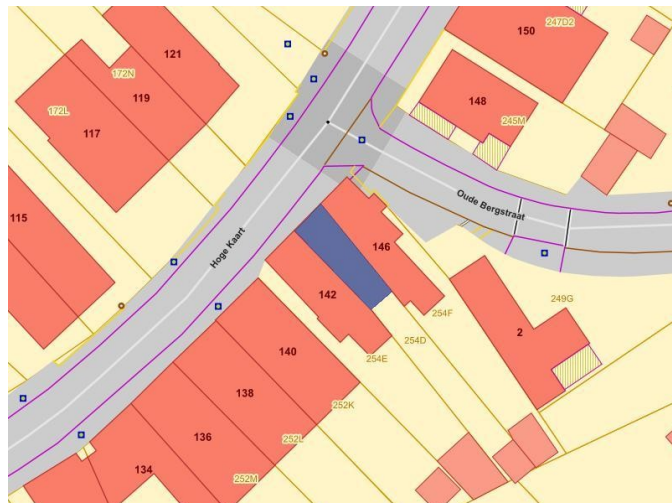 150
247D2
121
172N
119
148
172L
117
245M
Oude Bergstraat
115
Hoge Kaart
146
142
249G
254F
2
254D
140
254E
138
252K
136
252L
134
252M